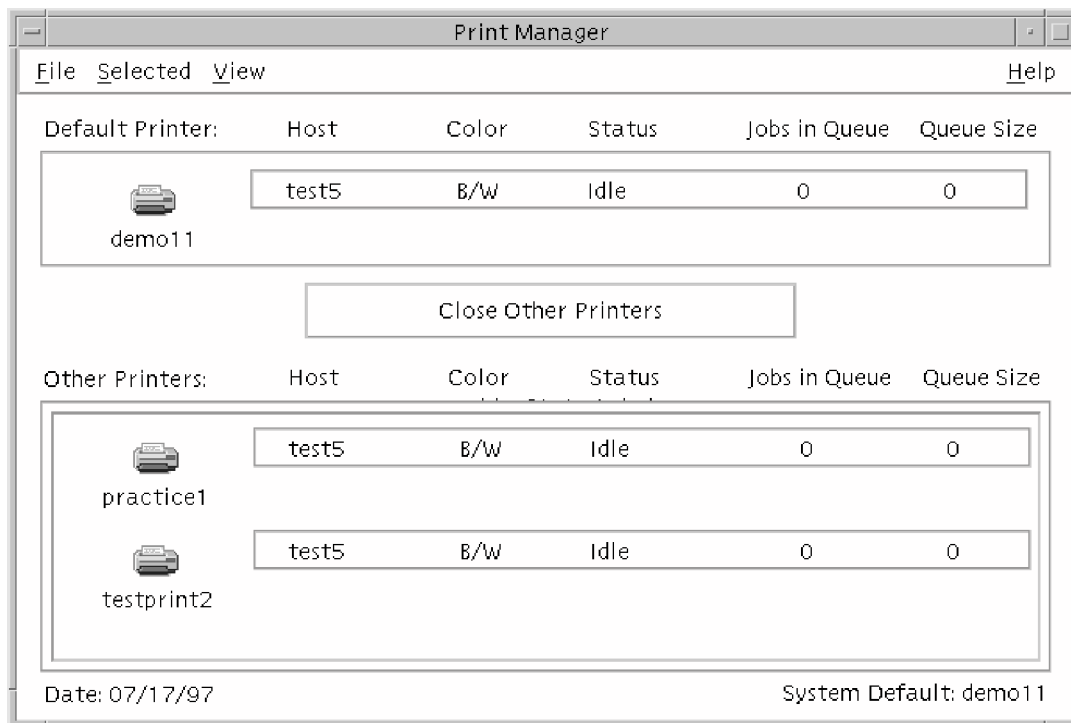 Print Manager
File Selected View Help
Default Printer: Host Color Status Jobs in Queue Queue Size
test5 B/W Idle 0 0
demo11
Close Other Printers
Other Printers: Host Color Status Jobs in Queue Queue Size
test5 B/W Idle 0 0
practice1
test5 B/W Idle 0 0
testprint2
Date: 07/17/97 System Default: demo11